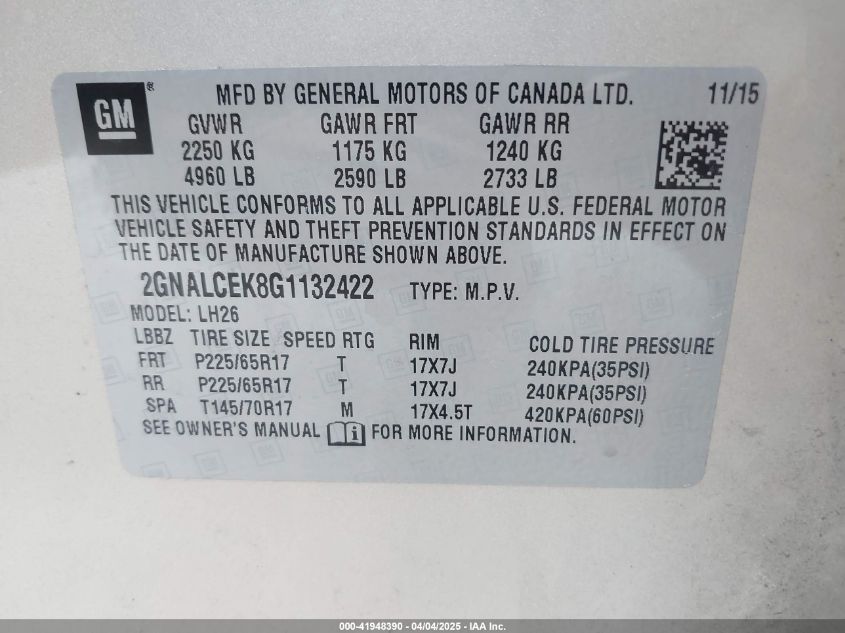 GM ® MFD BY GENERAL MOTORS OF CANADA LTD. 11/15
GVWR GAWR FRT GAWR RR
2250 KG 1175 KG 1240 KG
4960 LB 2590 LB 2733 LB
THIS VEHICLE CONFORMS TO ALL APPLICABLE U.S. FEDERAL MOTOR
VEHICLE SAFETY AND THEFT PREVENTION STANDARDS IN EFFECT ON
THE DATE OF MANUFACTURE SHOWN ABOVE.
2GNALCEK8G1132422 TYPE: M.P.V.
MODEL: LH26
LBBZ TIRE SIZE SPEED RTG RIM COLD TIRE PRESSURE
FRT P225/65R17 T 17X7J 240KPA(35PSI)
RR P225/65R17 T 17X7J 240KPA(35PSI)
SPA T145/70R17 M 17X4.5T 420KPA(60PSI)
SEE OWNER'S MANUAL i FOR MORE INFORMATION.
000-41948390 - 04/04/2025 - IAA Inc.